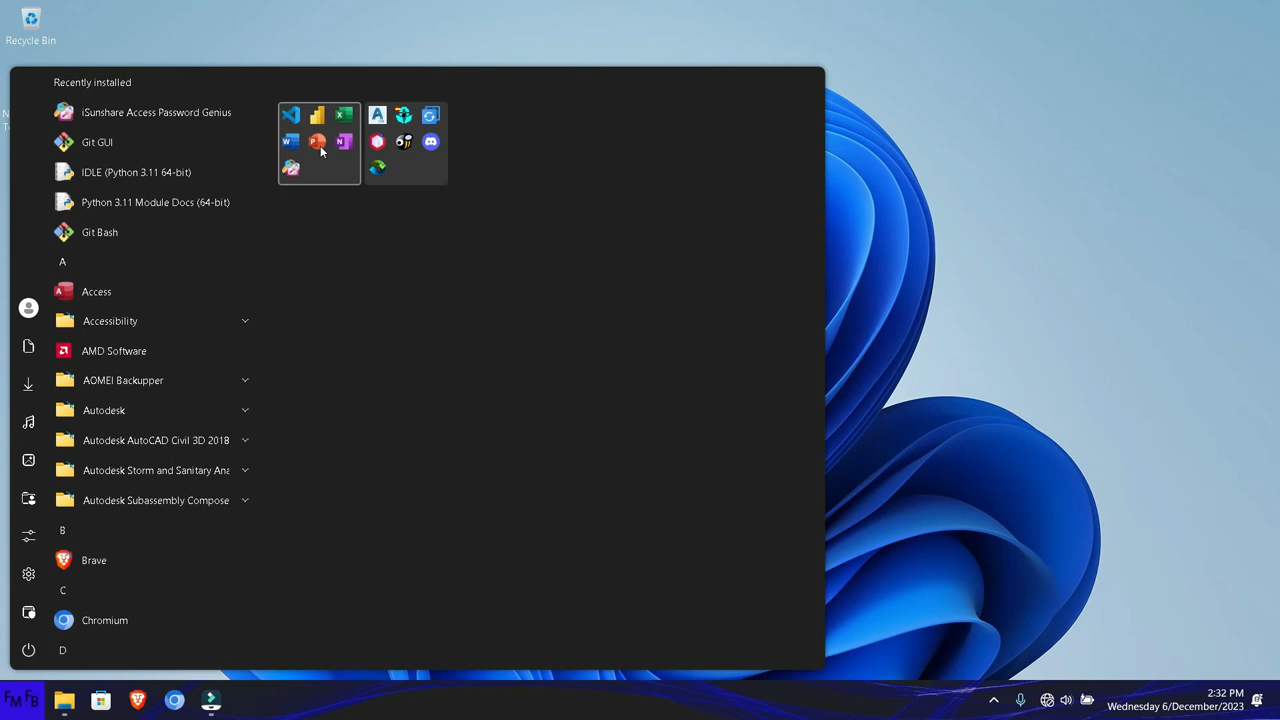 Recycle Bin
Recently installed
iSunshare Access Password Genius
Git GUI
IDLE (Python 3.11 64-bit)
Python 3.11 Module Docs (64-bit)
Git Bash
A
Access
Accessibility
AMD Software
AOMEI Backupper
Autodesk
Autodesk AutoCAD Civil 3D 2018
Autodesk Storm and Sanitary Ana
Autodesk Subassembly Compose
B
Brave
C
Chromium
D
FM FB
2:32 PM
Wednesday 6/December/2023